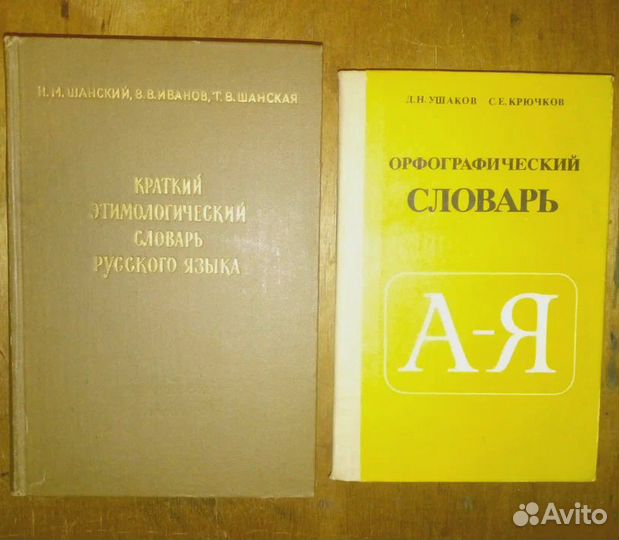 Н. М. ШАНСКИЙ, В. В. ИВАНОВ, Т. В. ШАНСКАЯ
КРАТКИЙ
ЭТИМОЛОГИЧЕСКИЙ
СЛОВАРЬ
РУССКОГО ЯЗЫКА
Д. Н. УШАКОВ С. Е. КРЮЧКОВ
ОРФОГРАФИЧЕСКИЙ
СЛОВАРЬ
А-Я
Avito